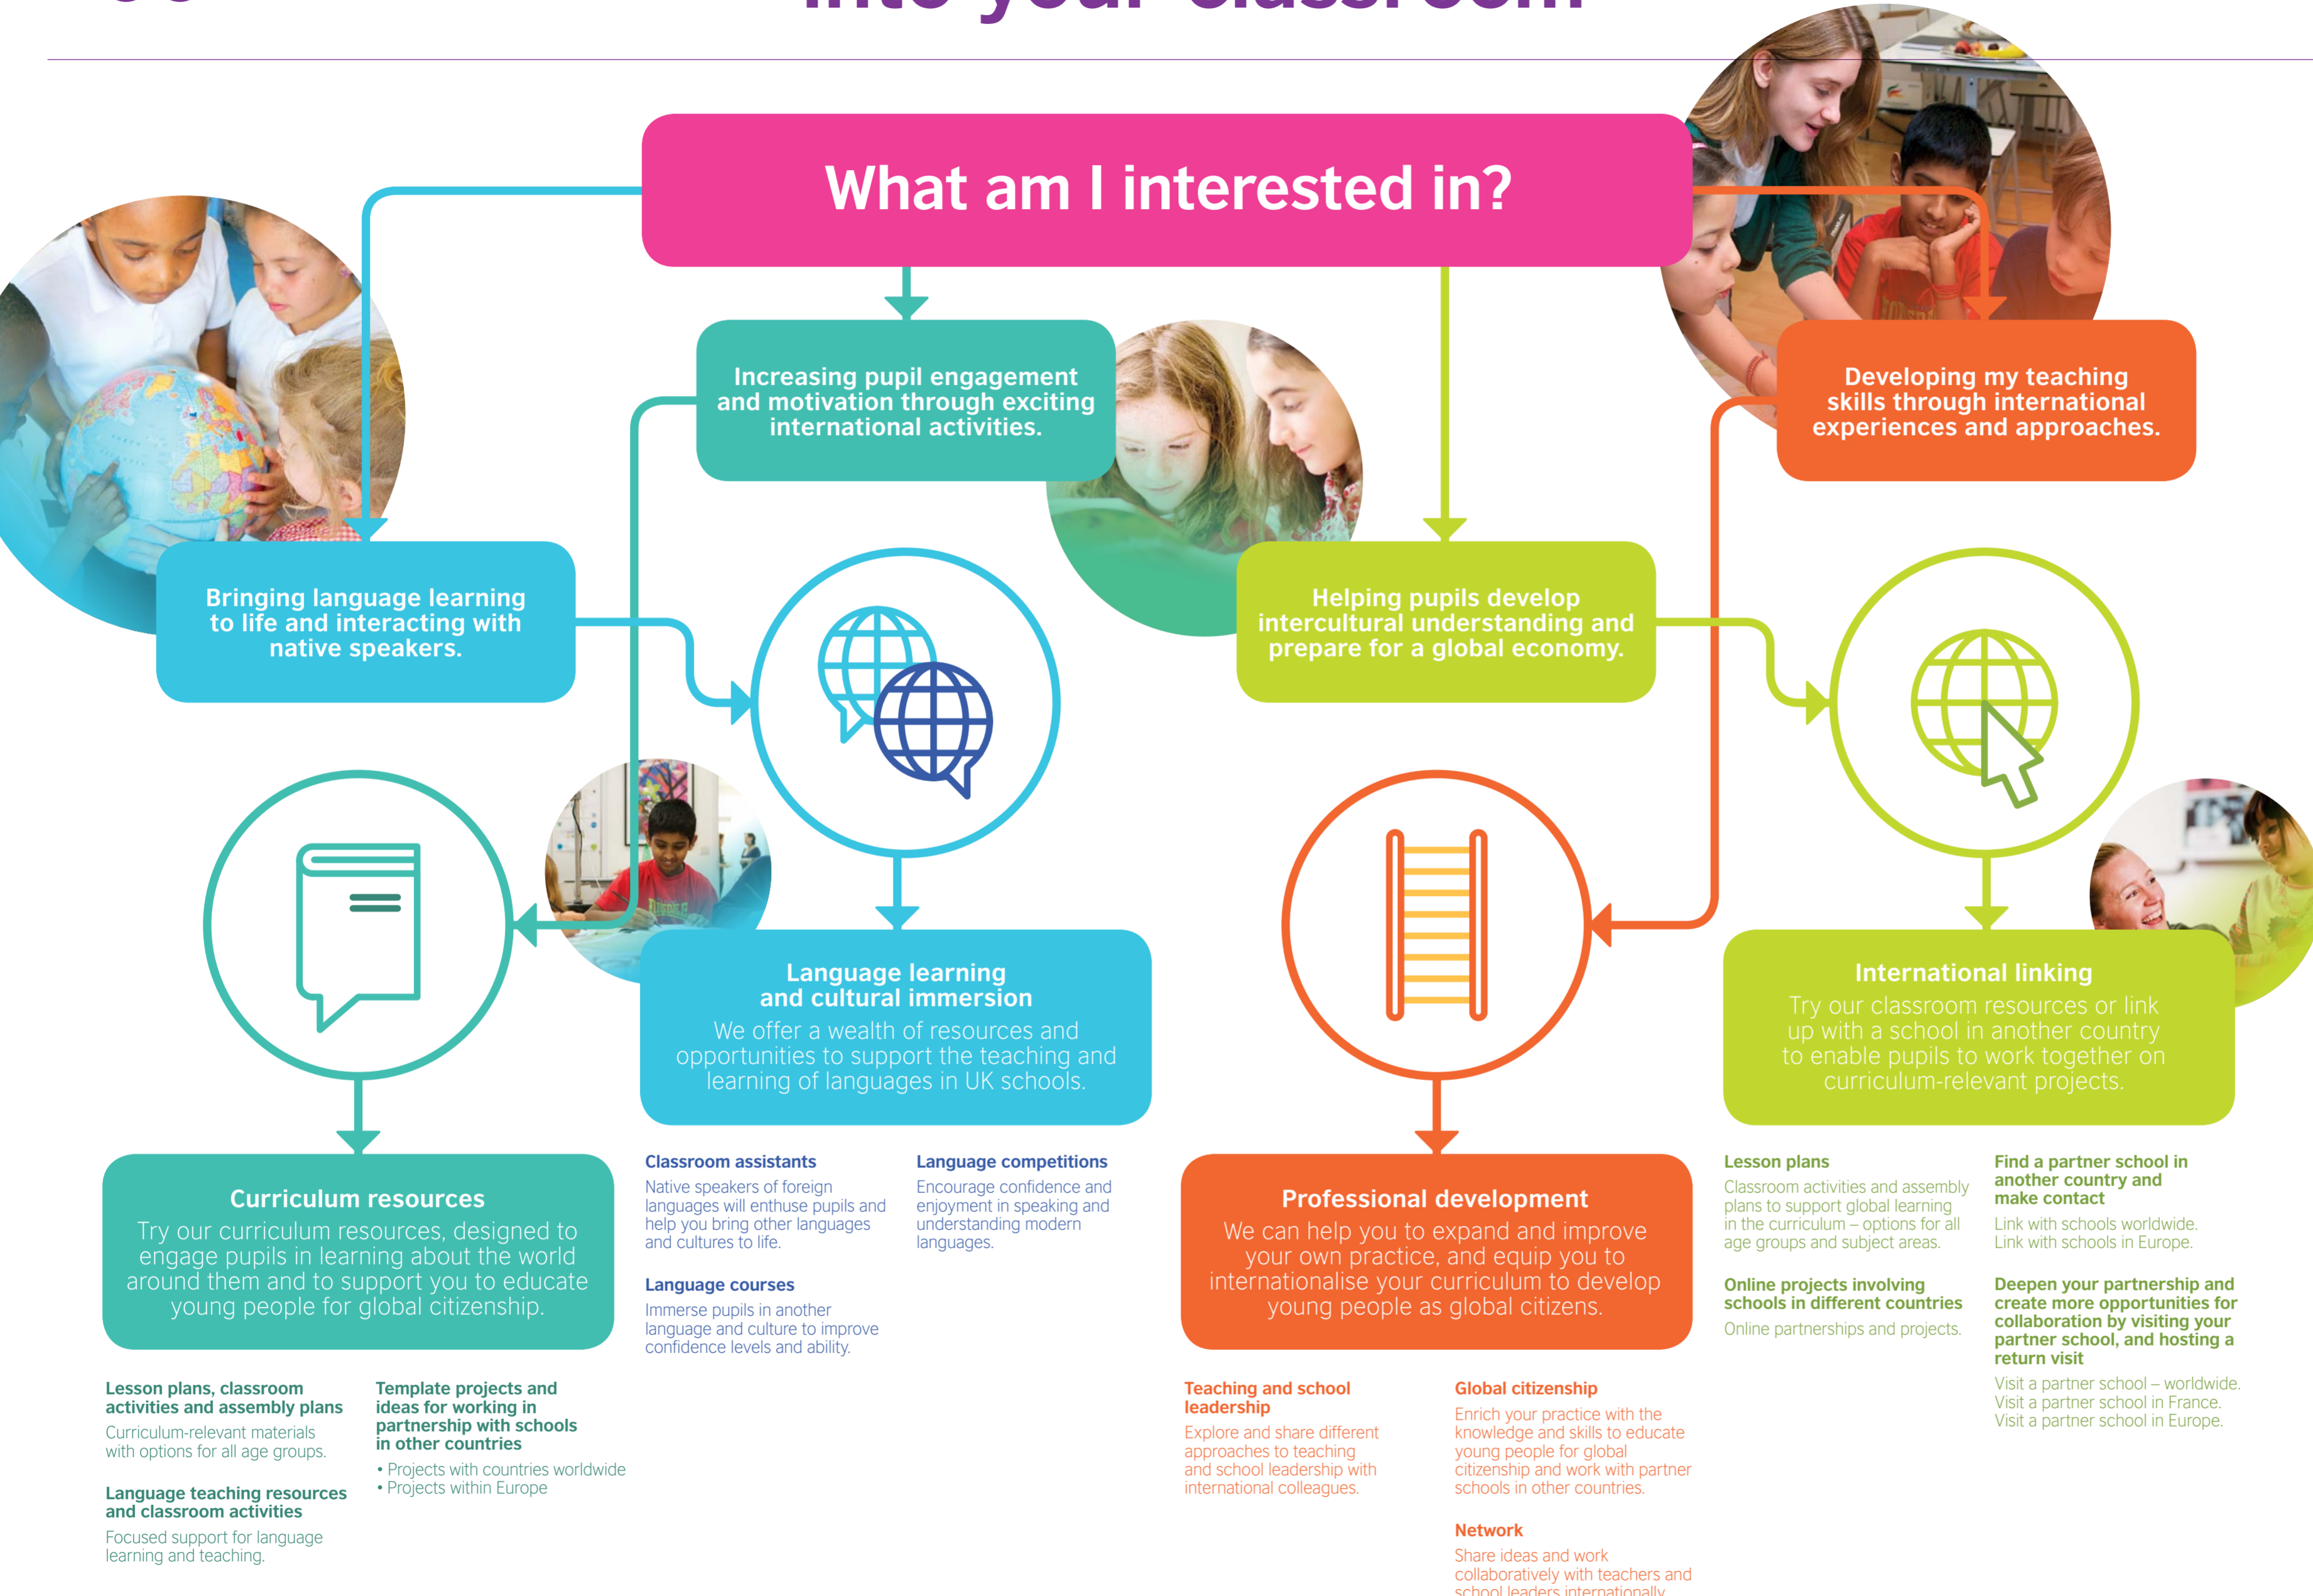 into your classroom
What am I interested in?
Increasing pupil engagement
and motivation through exciting
international activities.
Developing my teaching
skills through international
experiences and approaches.
Bringing language learning
to life and interacting with
native speakers.
Helping pupils develop
intercultural understanding and
prepare for a global economy.
Language learning
and cultural immersion
We offer a wealth of resources and
opportunities to support the teaching and
learning of languages in UK schools.
International linking
Try our classroom resources or link
up with a school in another country
to enable pupils to work together on
curriculum-relevant projects.
Curriculum resources
Try our curriculum resources, designed to
engage pupils in learning about the world
around them and to support you to educate
young people for global citizenship.
Classroom assistants
Native speakers of foreign
languages will enthuse pupils and
help you bring other languages
and cultures to life.
Language courses
Immerse pupils in another
language and culture to improve
confidence levels and ability.
Language competitions
Encourage confidence and
enjoyment in speaking and
understanding modern
languages.
Professional development
We can help you to expand and improve
your own practice, and equip you to
internationalise your curriculum to develop
young people as global citizens.
Lesson plans
Classroom activities and assembly
plans to support global learning
in the curriculum – options for all
age groups and subject areas.
Online projects involving
schools in different countries
Online partnerships and projects.
Find a partner school in
another country and
make contact
Link with schools worldwide.
Link with schools in Europe.
Deepen your partnership and
create more opportunities for
collaboration by visiting your
partner school, and hosting a
return visit
Visit a partner school – worldwide.
Visit a partner school in France.
Visit a partner school in Europe.
Lesson plans, classroom
activities and assembly plans
Curriculum-relevant materials
with options for all age groups.
Language teaching resources
and classroom activities
Focused support for language
learning and teaching.
Template projects and
ideas for working in
partnership with schools
in other countries
• Projects with countries worldwide
• Projects within Europe
Teaching and school
leadership
Explore and share different
approaches to teaching
and school leadership with
international colleagues.
Global citizenship
Enrich your practice with the
knowledge and skills to educate
young people for global
citizenship and work with partner
schools in other countries.
Network
Share ideas and work
collaboratively with teachers and
school leaders internationally.